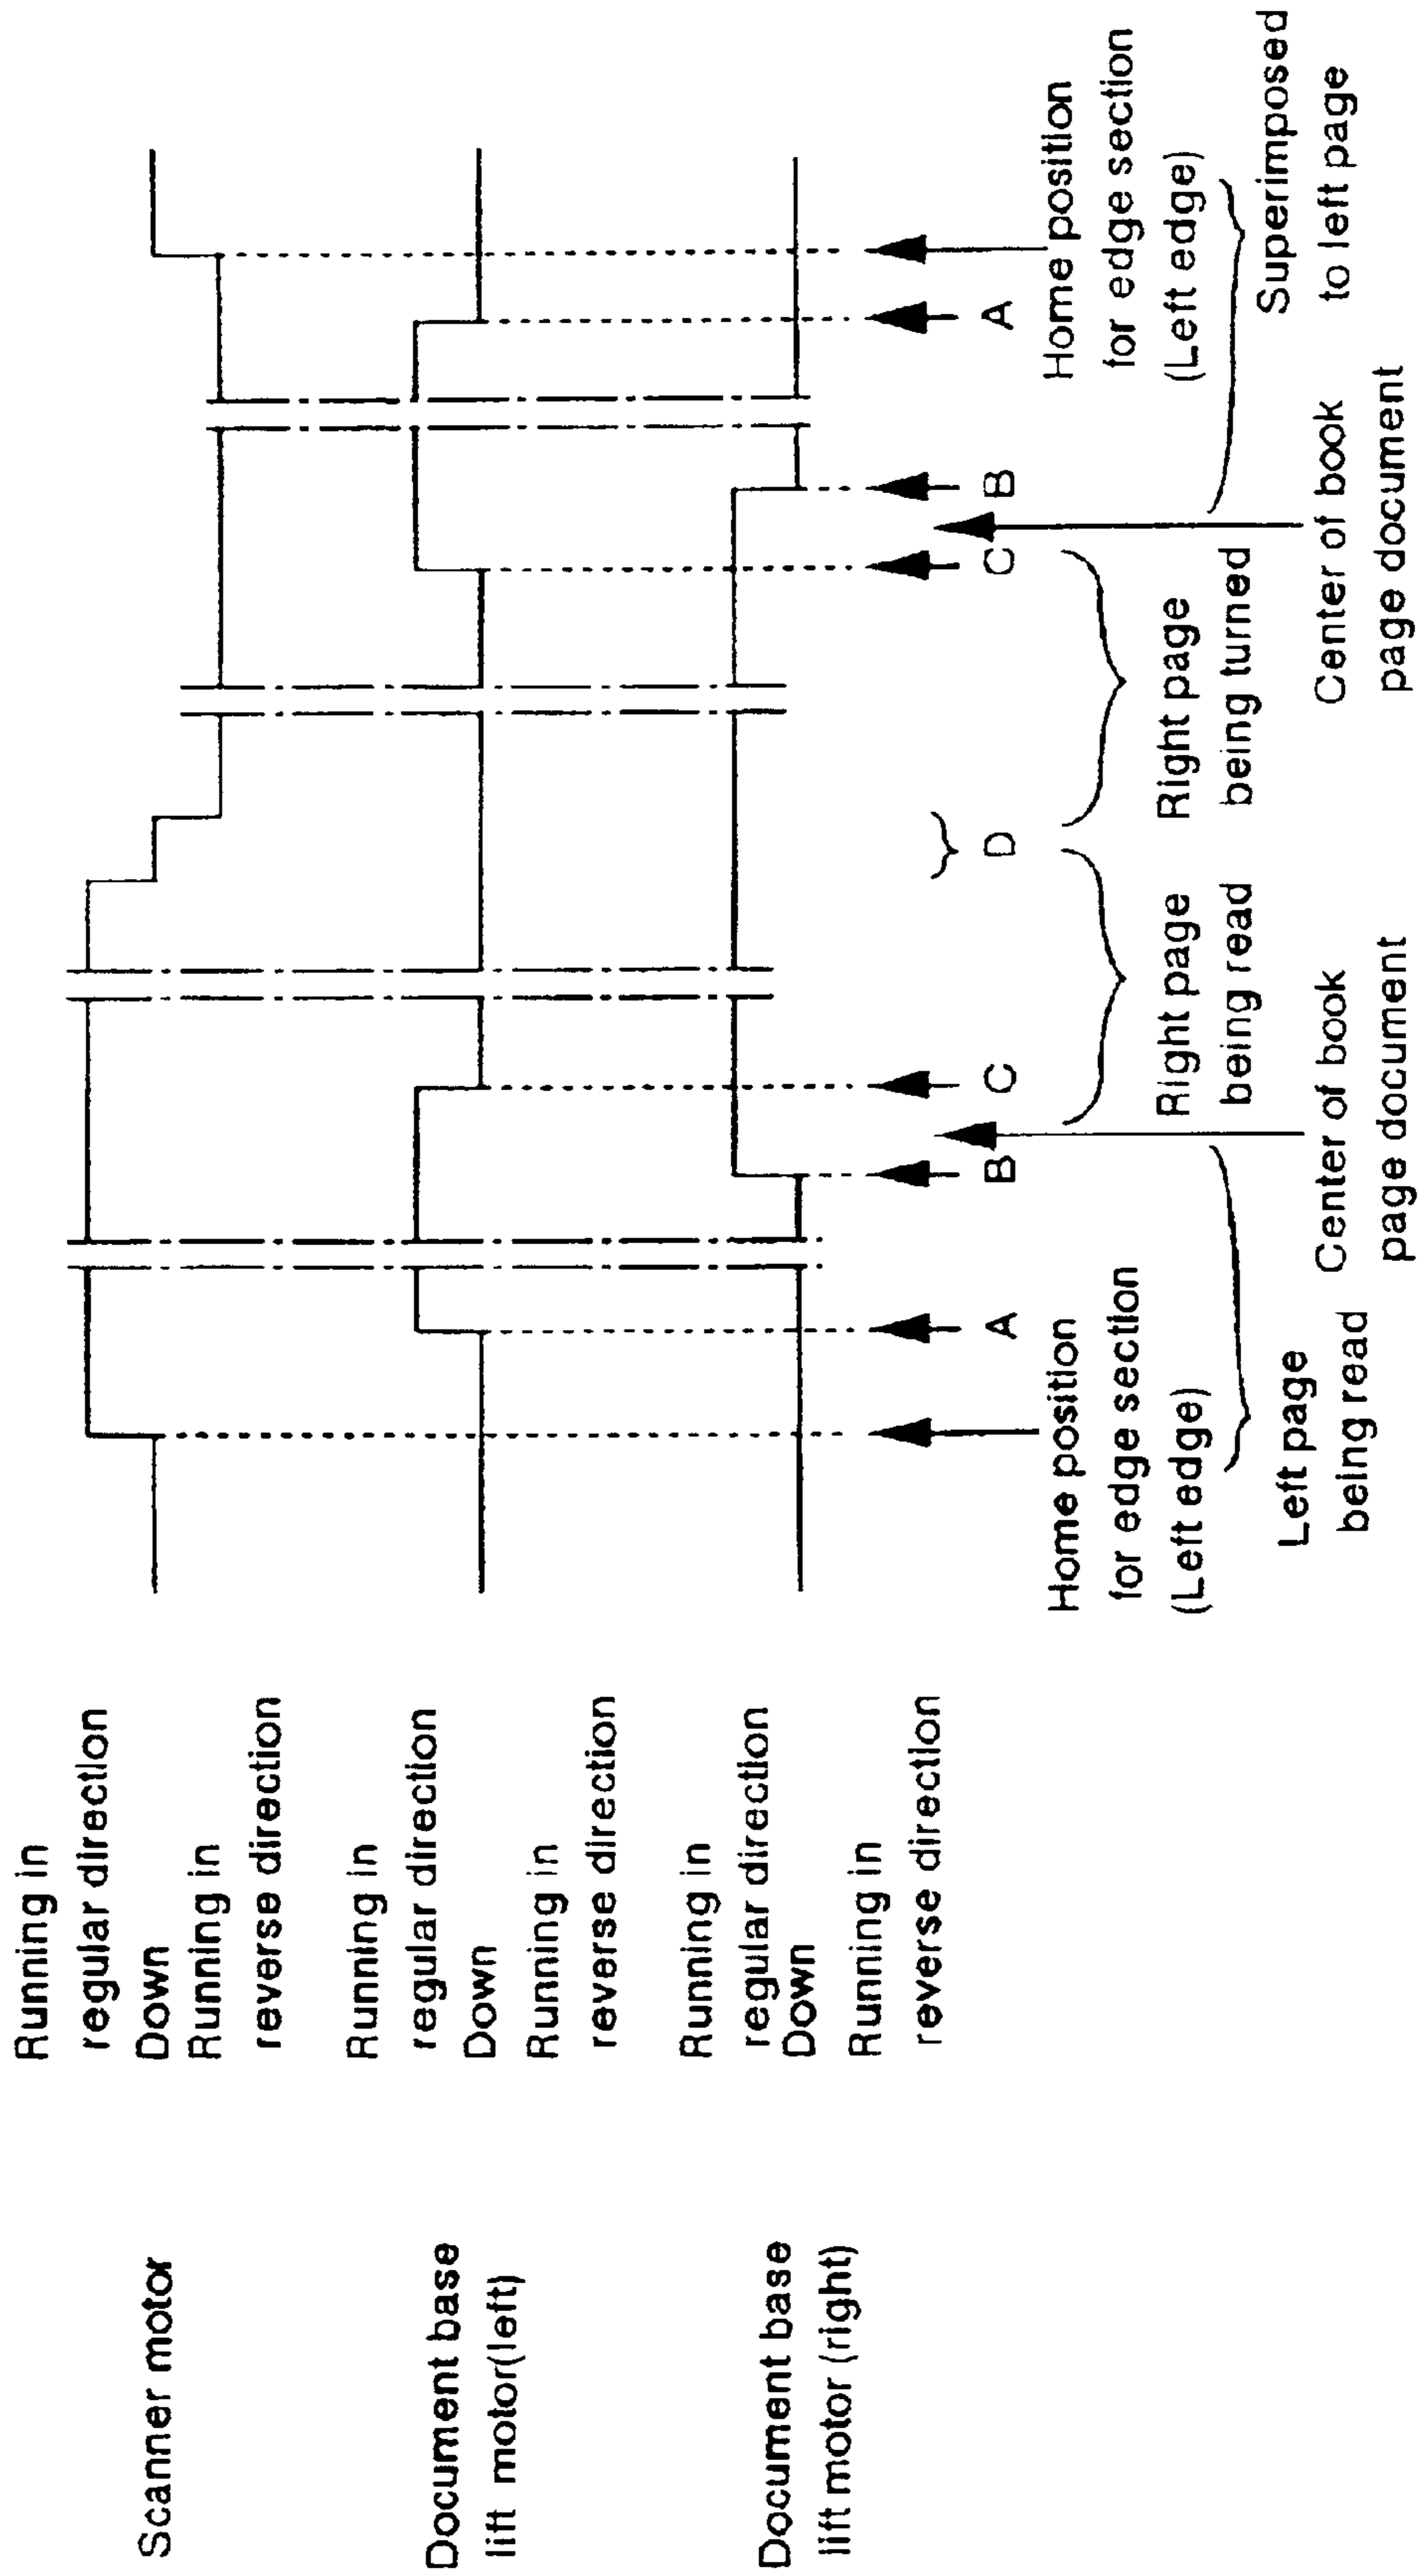 Scanner motor
Running in
regular direction
Down
Running in
reverse direction
Document base
lift motor(left)
Running in
regular direction
Down
Running in
reverse direction
Document base
lift motor (right)
Running in
regular direction
Down
Running in
reverse direction
A
B
C
D
C
B
A
Home position
for edge section
(Left edge)
Left page
being read
Center of book
page document
Right page
being read
Right page
being turned
Center of book
page document
Home position
for edge section
(Left edge)
Superimposed
to left page